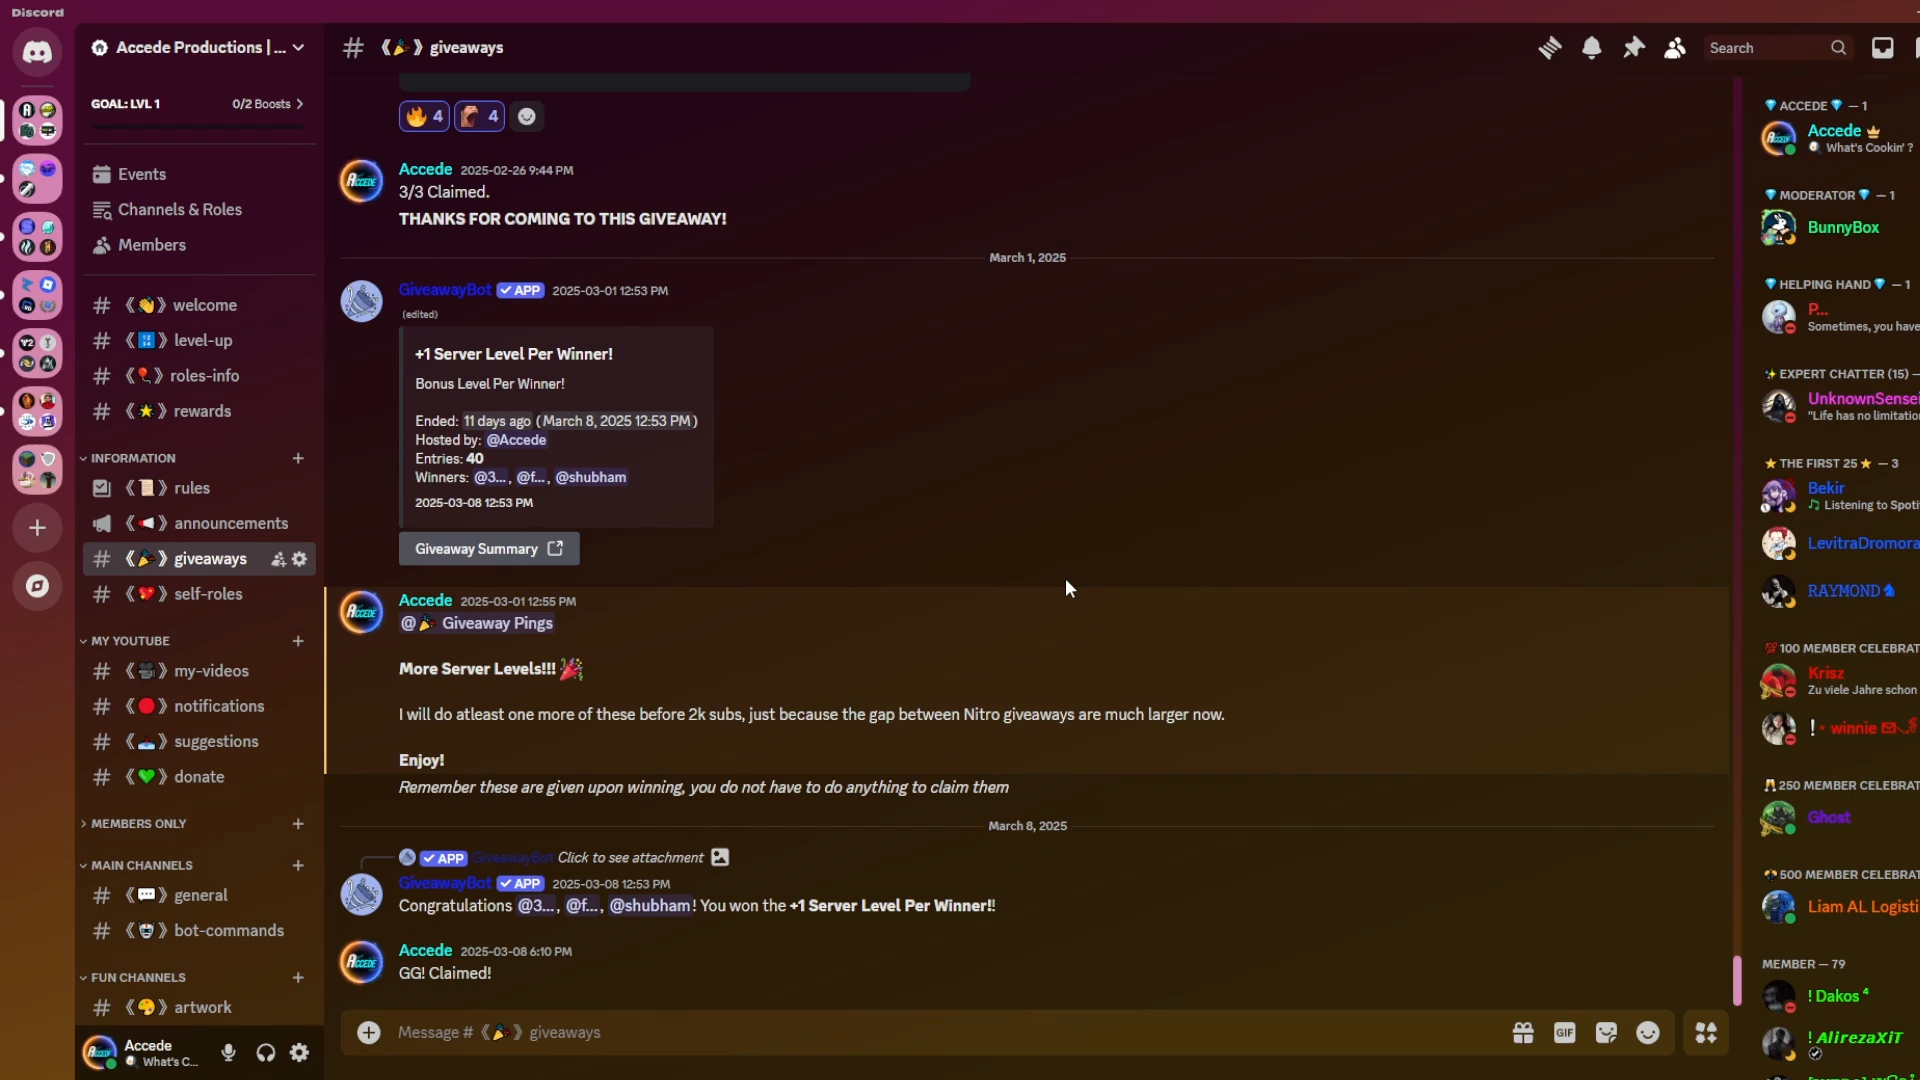 Discord
Accede Productions | ...
GOAL: LVL 1 0/2 Boosts >
Events
Channels & Roles
Members
# 《👋》 welcome
# 《🔢》 level-up
# 《🎈》 roles-info
# 《🌟》 rewards
INFORMATION
《📜》 rules
《📢》 announcements
# 《🎉》 giveaways
# 《💖》 self-roles
MY YOUTUBE
# 《🎥》 my-videos
# 《🔴》 notifications
# 《🗳️》 suggestions
# 《💚》 donate
MEMBERS ONLY
MAIN CHANNELS
# 《💬》 general
# 《🤖》 bot-commands
FUN CHANNELS
# 《🎨》 artwork
Accede
What's C...
# 《🎉》 giveaways
Search
🔥 4 4
Accede 2025-02-26 9:44 PM
3/3 Claimed.
THANKS FOR COMING TO THIS GIVEAWAY!
March 1, 2025
GiveawayBot ✓ APP 2025-03-01 12:53 PM
(edited)
+1 Server Level Per Winner!
Bonus Level Per Winner!
Ended: 11 days ago (March 8, 2025 12:53 PM)
Hosted by: @Accede
Entries: 40
Winners: @3..., @f..., @shubham
2025-03-08 12:53 PM
Giveaway Summary
Accede 2025-03-01 12:55 PM
@🎉 Giveaway Pings
More Server Levels!!! 🎉
I will do atleast one more of these before 2k subs, just because the gap between Nitro giveaways are much larger now.
Enjoy!
Remember these are given upon winning, you do not have to do anything to claim them
March 8, 2025
✓ APP GiveawayBot Click to see attachment
GiveawayBot ✓ APP 2025-03-08 12:53 PM
Congratulations @3..., @f..., @shubham! You won the +1 Server Level Per Winner!!
Accede 2025-03-08 6:10 PM
GG! Claimed!
Message # 《🎉》 giveaways
GIF
💎 ACCEDE 💎 — 1
Accede
What's Cookin' ?
💎 MODERATOR 💎 — 1
BunnyBox
💎 HELPING HAND 💎 — 1
P...
Sometimes, you have
✨ EXPERT CHATTER (15) —
UnknownSensei
"Life has no limitatio
⭐ THE FIRST 25 ⭐ — 3
Bekir
Listening to Spoti
LevitraDromora
RAYMOND♞
💯 100 MEMBER CELEBRAT
Krisz
Zu viele Jahre schon
winnie
250 MEMBER CELEBRAT
Ghost
500 MEMBER CELEBRAT
Liam AL Logisti
MEMBER — 79
! Dakos ⁴
! AlirezaXiT